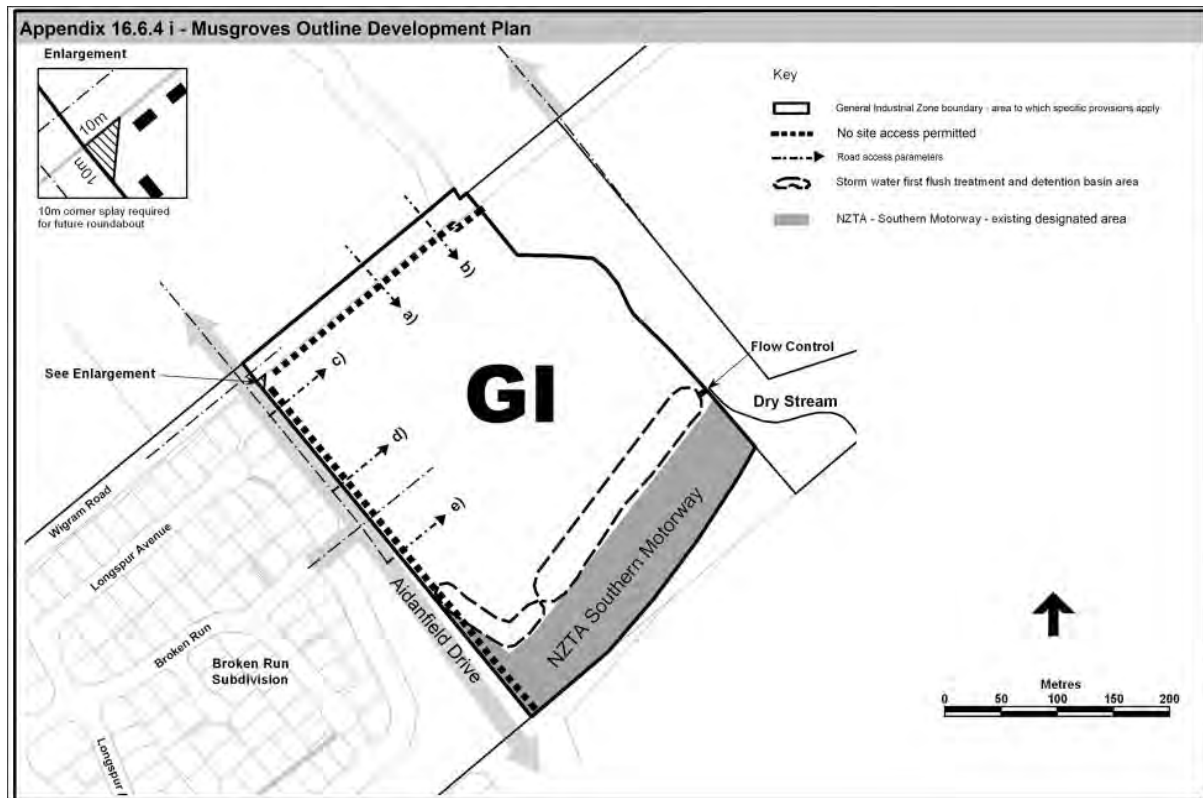 Appendix 16.6.4 i - Musgroves Outline Development Plan
Enlargement
10m
10m
10m corner splay required
for future roundabout
Key
General Industrial Zone boundary - area to which specific provisions apply
No site access permitted
Road access parameters
Storm water first flush treatment and detention basin area
NZTA - Southern Motorway - existing designated area
b)
a)
c)
See Enlargement
Flow Control
GI
Dry Stream
d)
e)
Wigram Road
Longspur Avenue
NZTA Southern Motorway
Aidanfield Drive
Broken Run
Broken Run
Subdivision
Metres
0 50 100 150 200
Longspur A